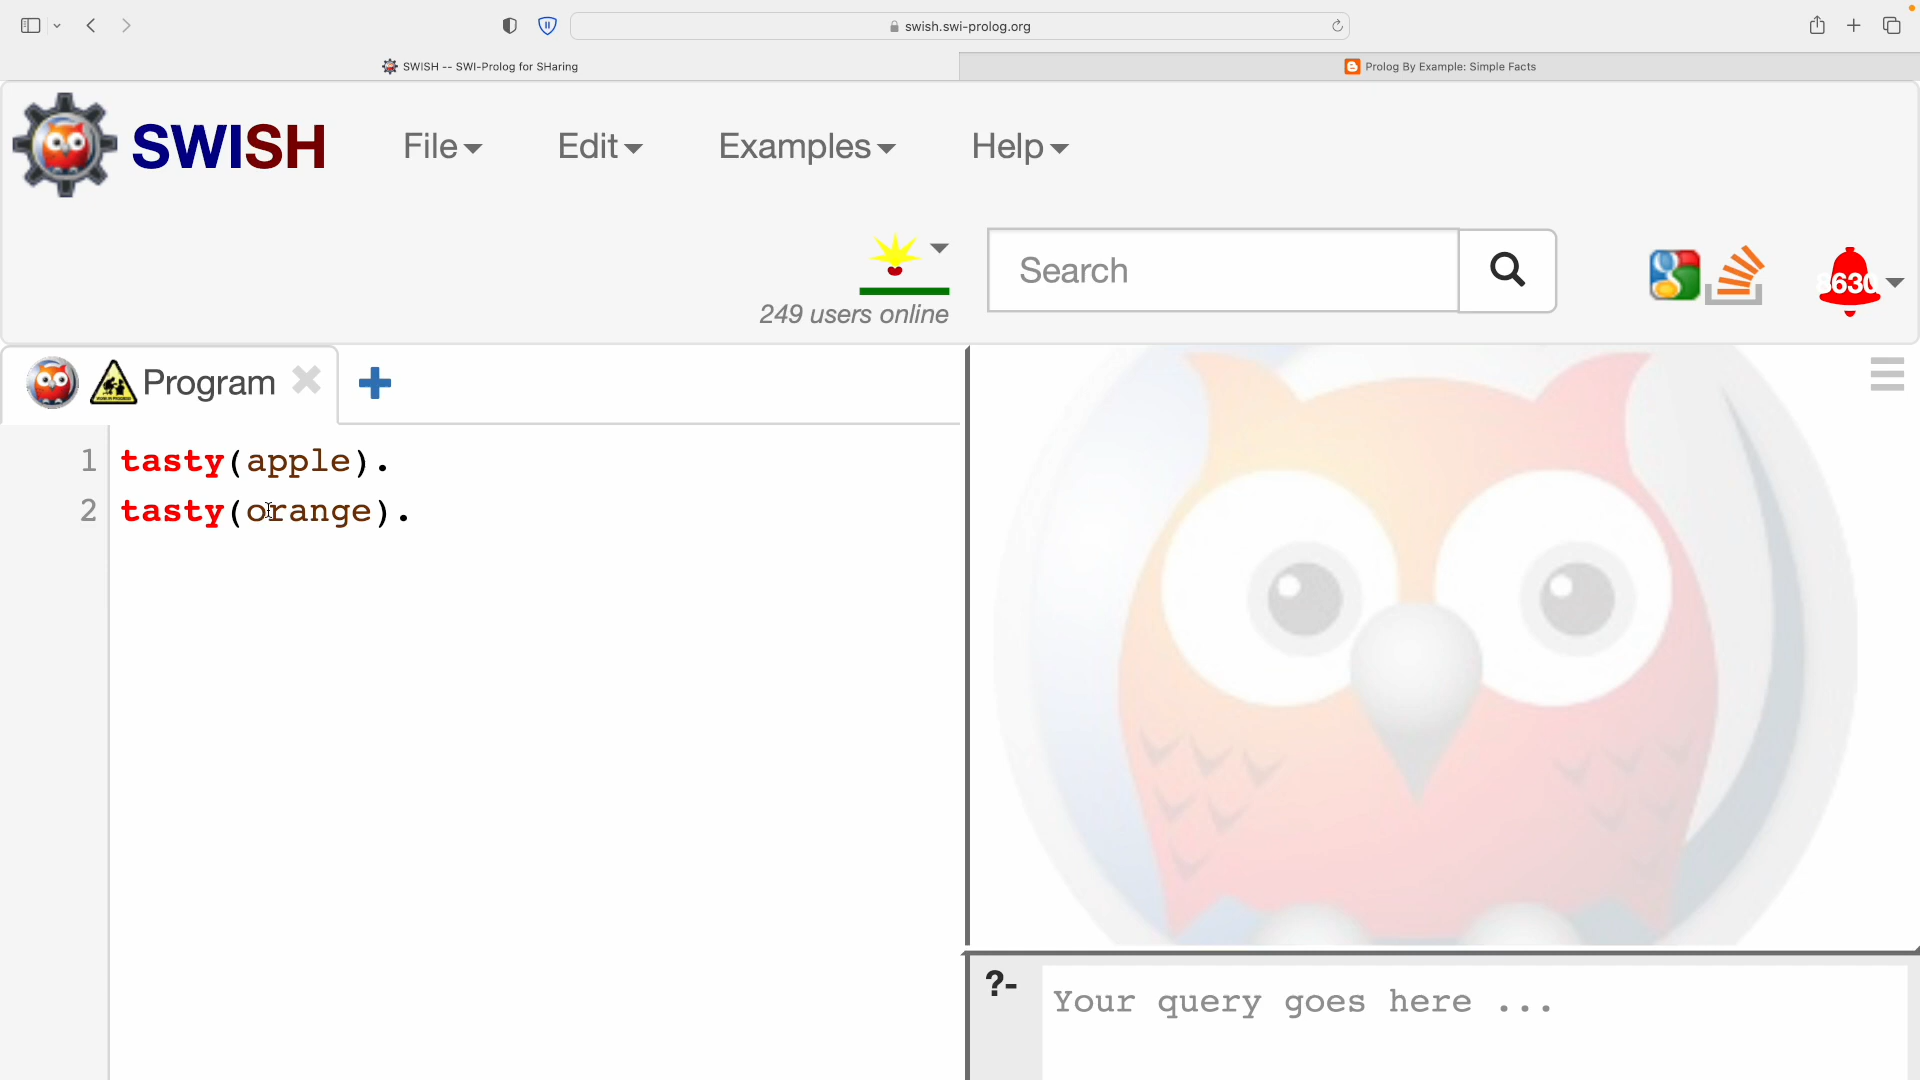 swish.swi-prolog.org
SWISH -- SWI-Prolog for SHaring
Prolog By Example: Simple Facts
SWISH
File
Edit
Examples
Help
249 users online
Search
Program
1 tasty(apple).
2 tasty(orange).
?-
Your query goes here ...